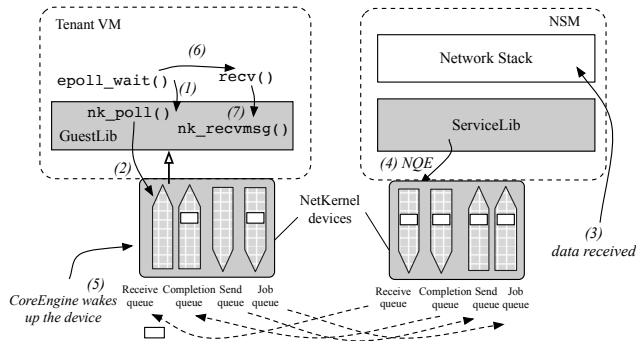 Tenant VM
NSM
(6)
Network Stack
epoll_wait()
recv()
(1)
nk_poll()
(7)
GuestLib
nk_recvmsg()
ServiceLib
(2)
(4) NQE
NetKernel
devices
(3)
data received
(5)
CoreEngine wakes
up the device
Receive
queue
Completion
queue
Send
queue
Job
queue
Receive
queue
Completion
queue
Send
queue
Job
queue